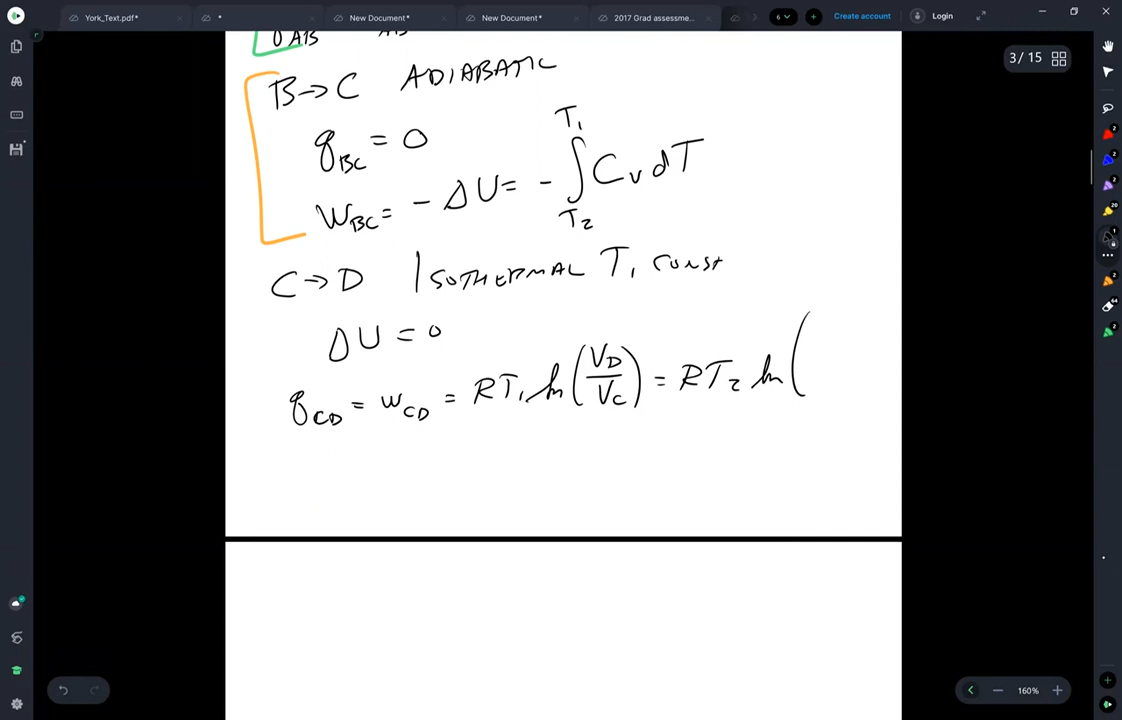 York_Text.pdf*
*
New Document*
New Document*
2017 Grad assessme...
6
Create account
Login
3/ 15
B→C ADIABATIC
q_BC = 0
w_BC = - ΔU = - ∫_{T_2}^{T_1} C_v dT
C→D ISOTHERMAL T_1 CONST
ΔU = 0
q_CD = w_CD = RT_1 ln(V_D/V_C) = RT_2 ln(
160%